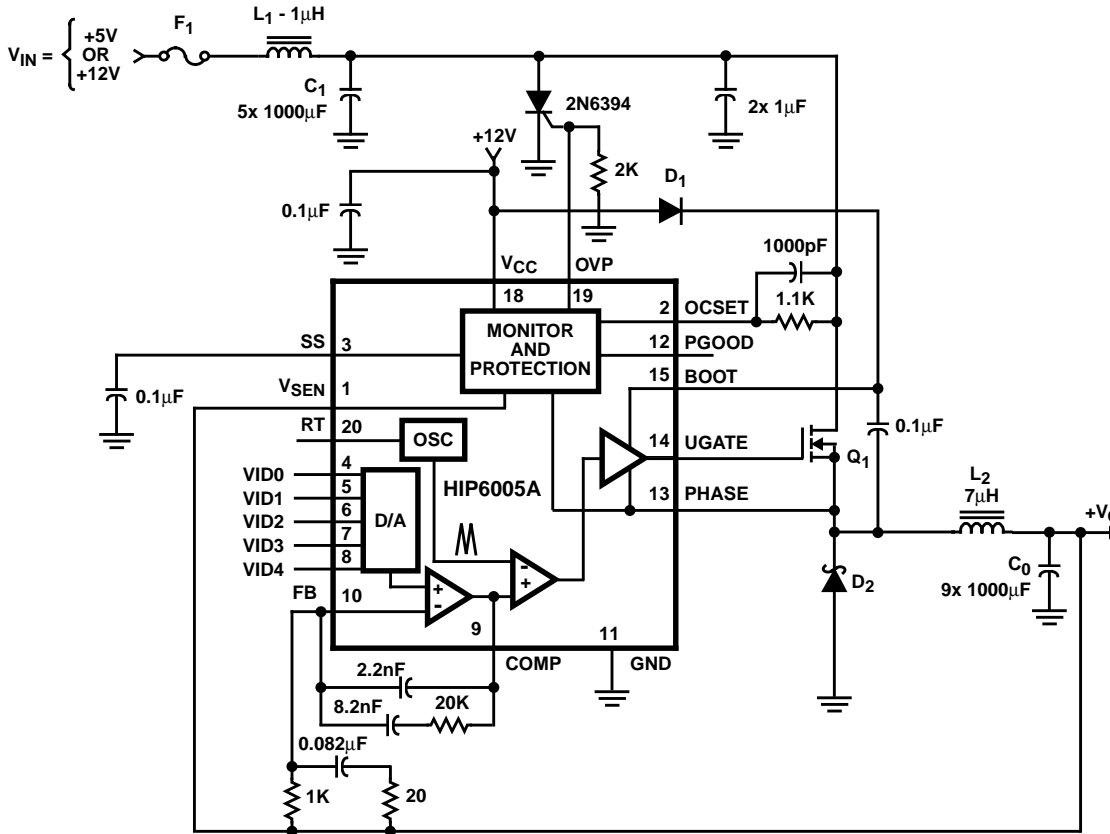 F1
L1 - 1μH
VIN =
+5V
OR
+12V
C1
5x 1000μF
2N6394
2x 1μF
+12V
2K
D1
0.1μF
1000pF
VCC
OVP
18
19
1.1K
2
OCSET
MONITOR
AND
PROTECTION
12
PGOOD
SS
3
15
BOOT
0.1μF
VSEN
1
RT
20
OSC
0.1μF
14
UGATE
Q1
VID0
4
VID1
5
VID2
6
VID3
7
VID4
8
D/A
HIP6005A
13
PHASE
L2
7μH
+V
FB
10
+
-
-
+
D2
C0
9x 1000μF
9
11
COMP
GND
2.2nF
8.2nF
20K
0.082μF
1K
20